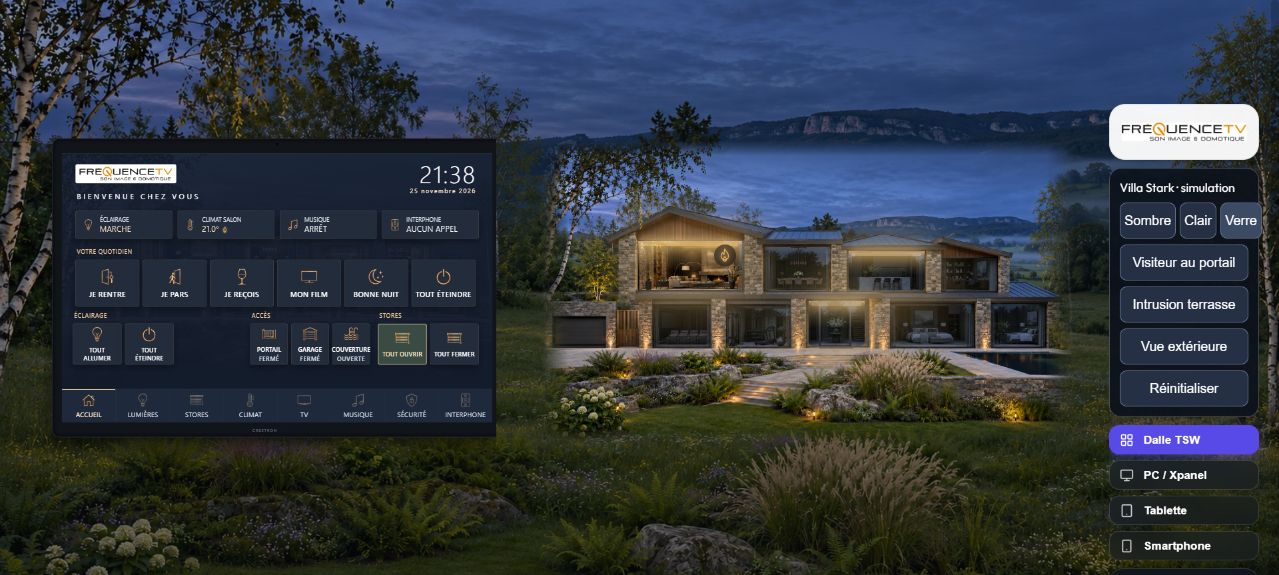 FREQUENCETV
SON IMAGE & DOMOTIQUE
BIENVENUE CHEZ VOUS
21:38
25 novembre 2026
ÉCLAIRAGE
MARCHE
CLIMAT SALON
21.0°
MUSIQUE
ARRÊT
INTERPHONE
AUCUN APPEL
VOTRE QUOTIDIEN
JE RENTRE
JE PARS
JE REÇOIS
MON FILM
BONNE NUIT
TOUT ÉTEINDRE
ÉCLAIRAGE
TOUT
ALLUMER
TOUT
ÉTEINDRE
ACCÈS
PORTAIL
FERMÉ
GARAGE
FERMÉ
COUVERTURE
OUVERTE
STORES
TOUT OUVRIR
TOUT FERMER
ACCUEIL
LUMIÈRES
STORES
CLIMAT
TV
MUSIQUE
SÉCURITÉ
INTERPHONE
CRESTRON
FREQUENCETV
SON IMAGE & DOMOTIQUE
Villa Stark · simulation
Sombre
Clair
Verre
Visiteur au portail
Intrusion terrasse
Vue extérieure
Réinitialiser
Dalle TSW
PC / Xpanel
Tablette
Smartphone